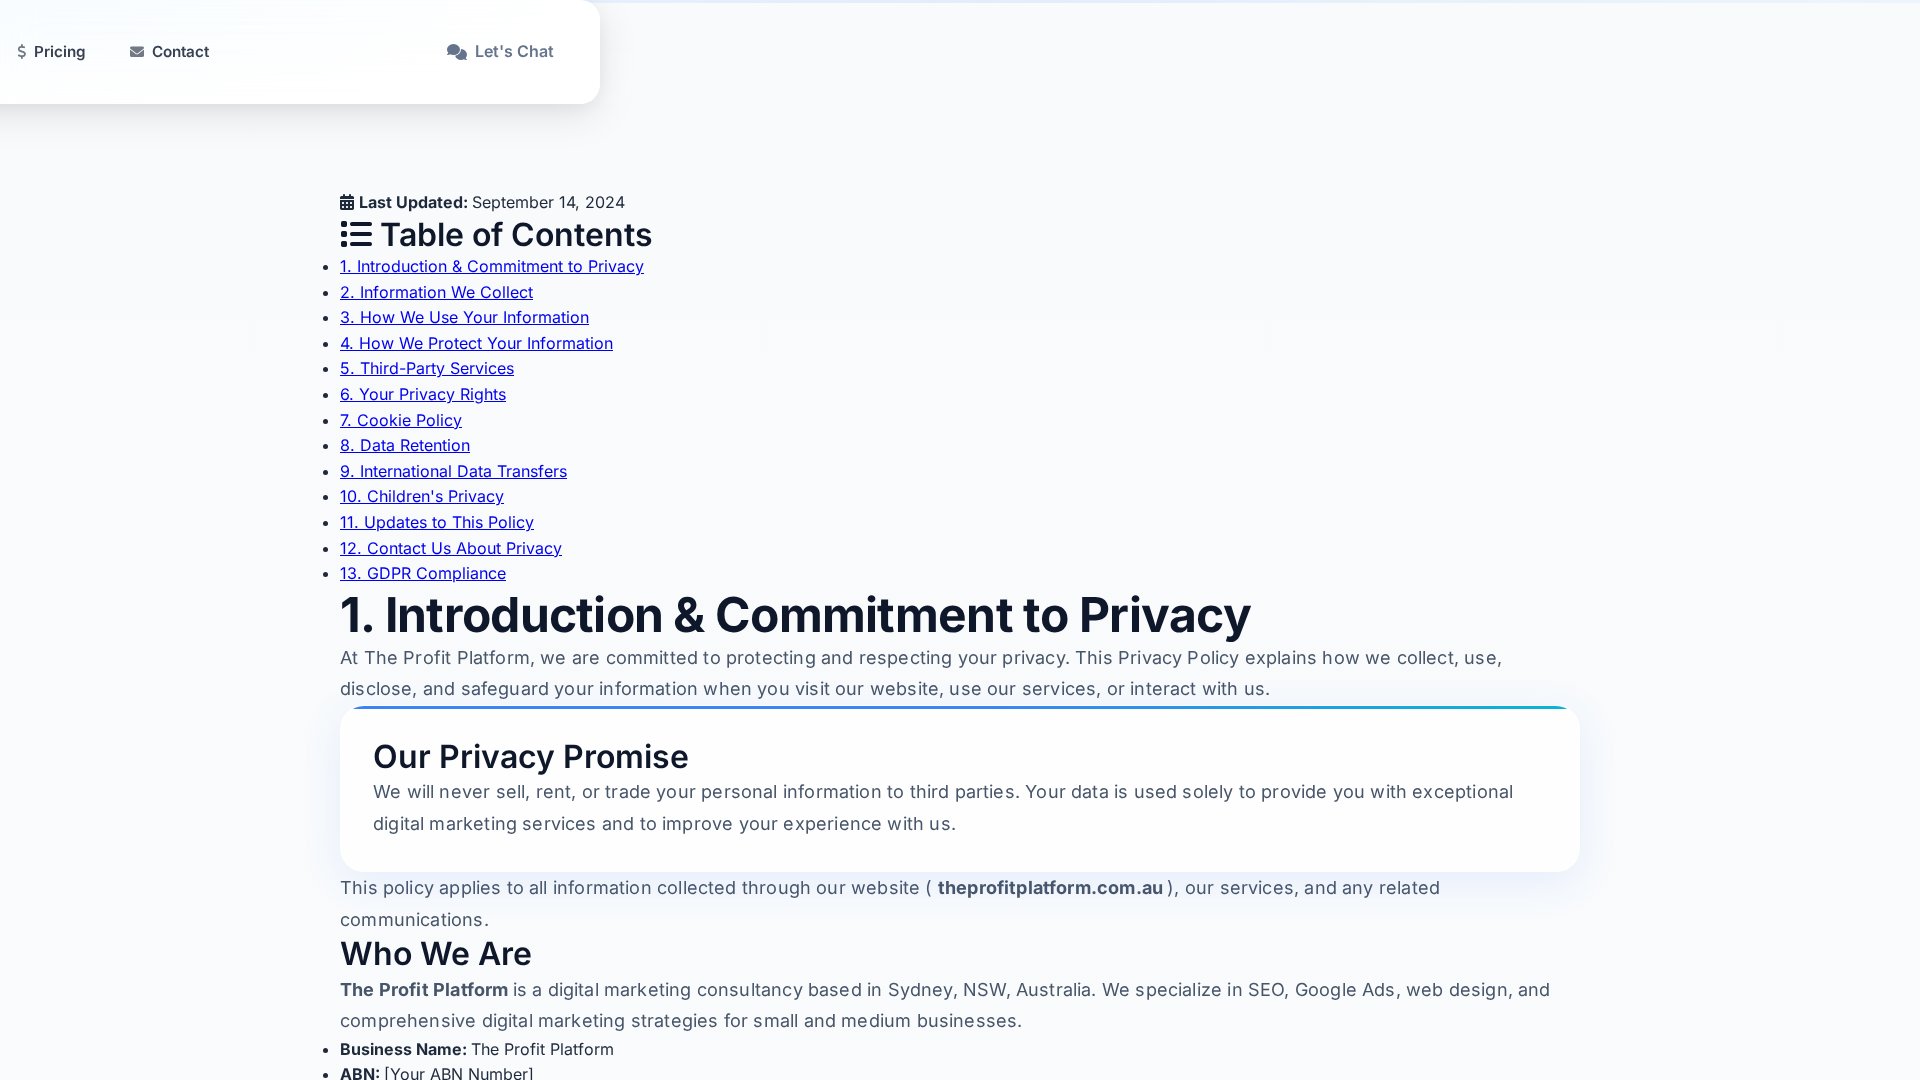 Pricing
Contact
Let's Chat
Last Updated: September 14, 2024
Table of Contents
1. Introduction & Commitment to Privacy
2. Information We Collect
3. How We Use Your Information
4. How We Protect Your Information
5. Third-Party Services
6. Your Privacy Rights
7. Cookie Policy
8. Data Retention
9. International Data Transfers
10. Children's Privacy
11. Updates to This Policy
12. Contact Us About Privacy
13. GDPR Compliance
1. Introduction & Commitment to Privacy
At The Profit Platform, we are committed to protecting and respecting your privacy. This Privacy Policy explains how we collect, use,
disclose, and safeguard your information when you visit our website, use our services, or interact with us.
Our Privacy Promise
We will never sell, rent, or trade your personal information to third parties. Your data is used solely to provide you with exceptional
digital marketing services and to improve your experience with us.
This policy applies to all information collected through our website ( theprofitplatform.com.au ), our services, and any related
communications.
Who We Are
The Profit Platform is a digital marketing consultancy based in Sydney, NSW, Australia. We specialize in SEO, Google Ads, web design, and
comprehensive digital marketing strategies for small and medium businesses.
Business Name: The Profit Platform
ABN: [Your ABN Number]